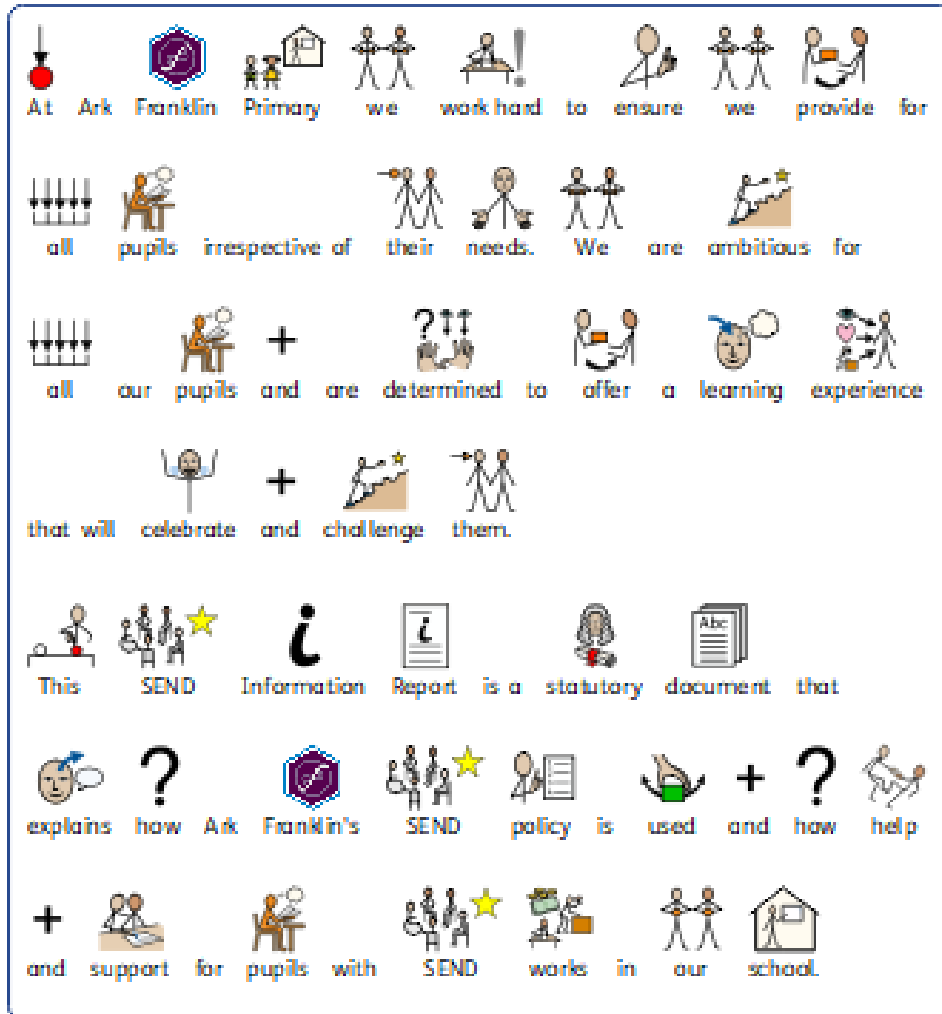 At Ark Franklin Primary we work hard to ensure we provide for
all pupils irrespective of their needs. We are ambitious for
all our pupils and are determined to offer a learning experience
that will celebrate and challenge them.
Abc
This SEND Information Report is a statutory document that
explains how Ark Franklin's SEND policy is used and how help
and support for pupils with SEND works in our school.